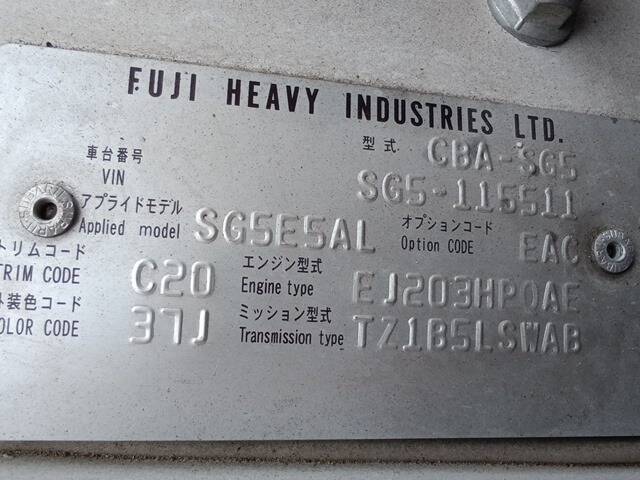 FUJI HEAVY INDUSTRIES LTD.
型式 CBA-SG5
車台番号 VIN SG5-115511
アプライドモデル Applied model SG5E5AL オプションコード Option CODE EAC
トリムコード TRIM CODE C20 エンジン型式 Engine type EJ203HPQAE
外装色コード COLOR CODE 37J ミッション型式 Transmission type TZ1B5LSWAB